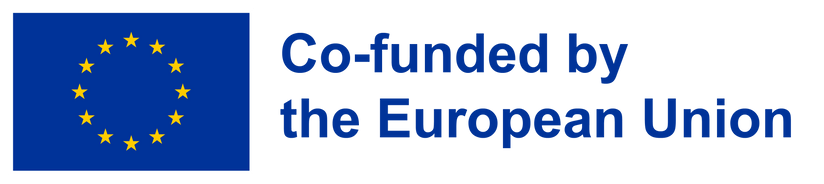 Co-funded by
the European Union